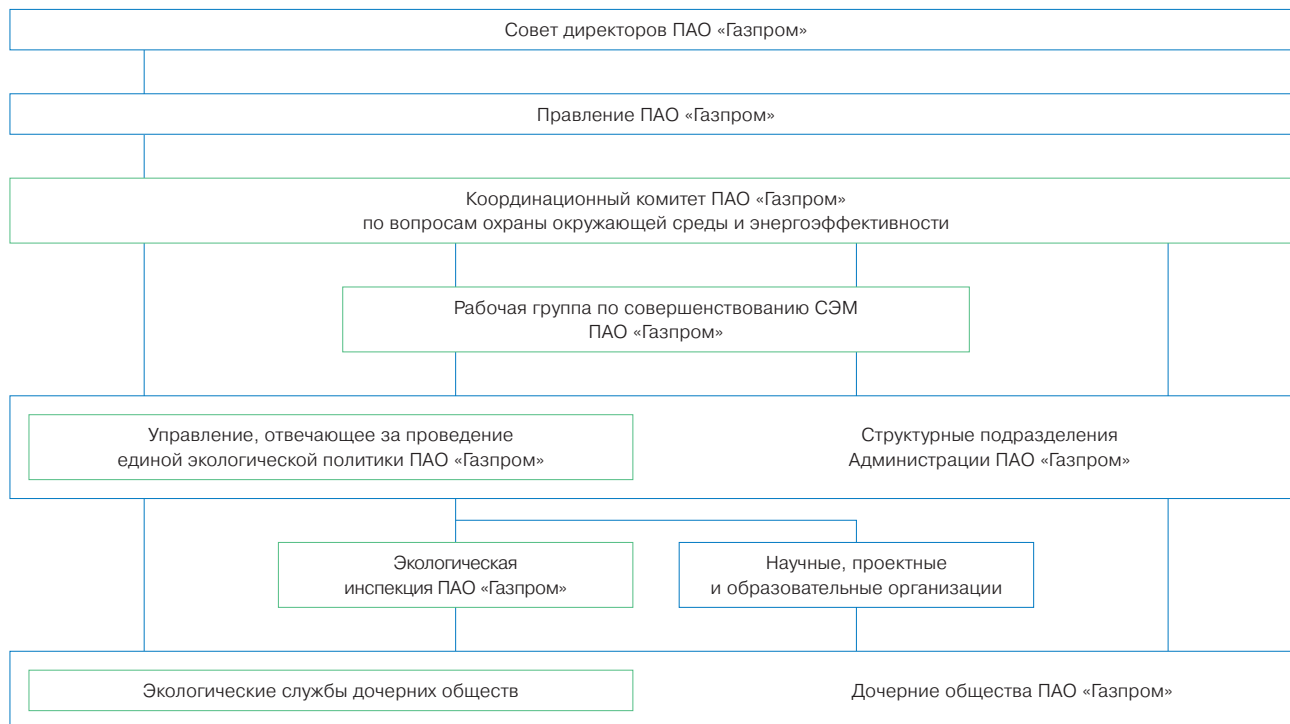 Совет директоров ПАО «Газпром»
Правление ПАО «Газпром»
Координационный комитет ПАО «Газпром»
по вопросам охраны окружающей среды и энергоэффективности
Рабочая группа по совершенствованию СЭМ
ПАО «Газпром»
Управление, отвечающее за проведение
единой экологической политики ПАО «Газпром»
Структурные подразделения
Администрации ПАО «Газпром»
Экологическая
инспекция ПАО «Газпром»
Научные, проектные
и образовательные организации
Экологические службы дочерних обществ
Дочерние общества ПАО «Газпром»